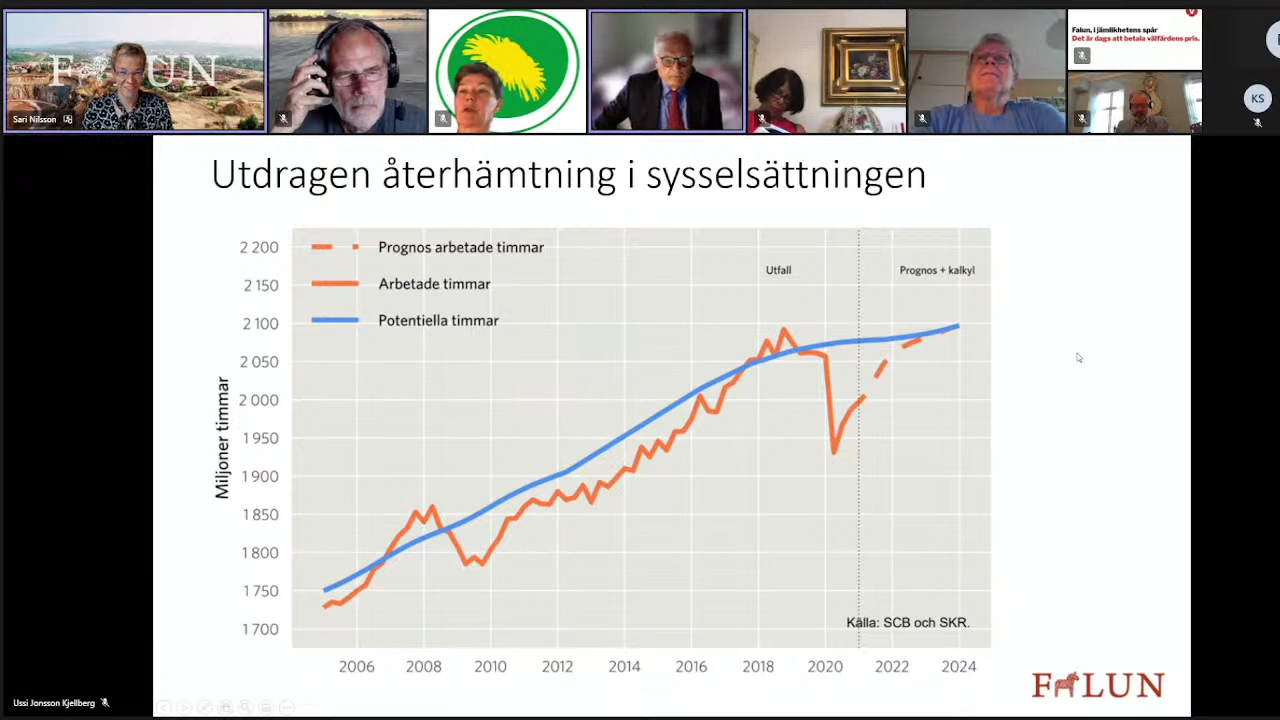 FALUN
Sari Nilsson
Falun, i jämlikhetens spår
Det är dags att betala välfärdens pris.
KS
Utdragen återhämtning i sysselsättningen
Prognos arbetade timmar
Arbetade timmar
Potentiella timmar
Utfall
Prognos + kalkyl
Miljoner timmar
2 200
2 150
2 100
2 050
2 000
1 950
1 900
1 850
1 800
1 750
1 700
2006 2008 2010 2012 2014 2016 2018 2020 2022 2024
Källa: SCB och SKR.
FALUN
Ussi Jonsson Kjellberg